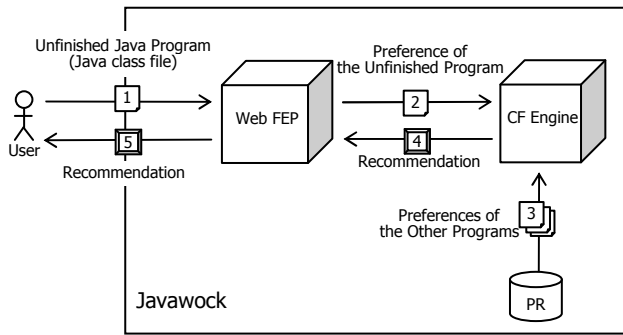 Unfinished Java Program
(Java class file)
Preference of
the Unfinished Program
1
2
Web FEP
CF Engine
User
5
4
Recommendation
Recommendation
3
Preferences of
the Other Programs
PR
Javawock